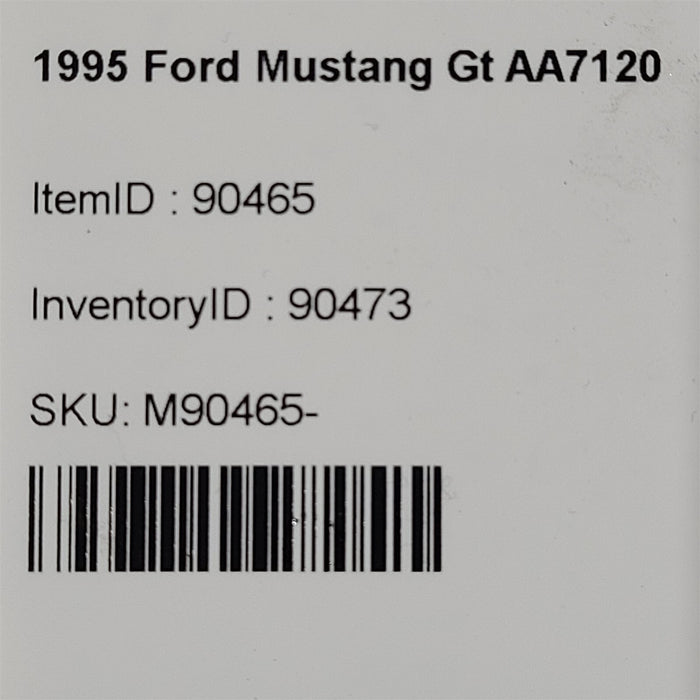 1995 Ford Mustang Gt AA7120
ItemID : 90465
InventoryID : 90473
SKU: M90465-